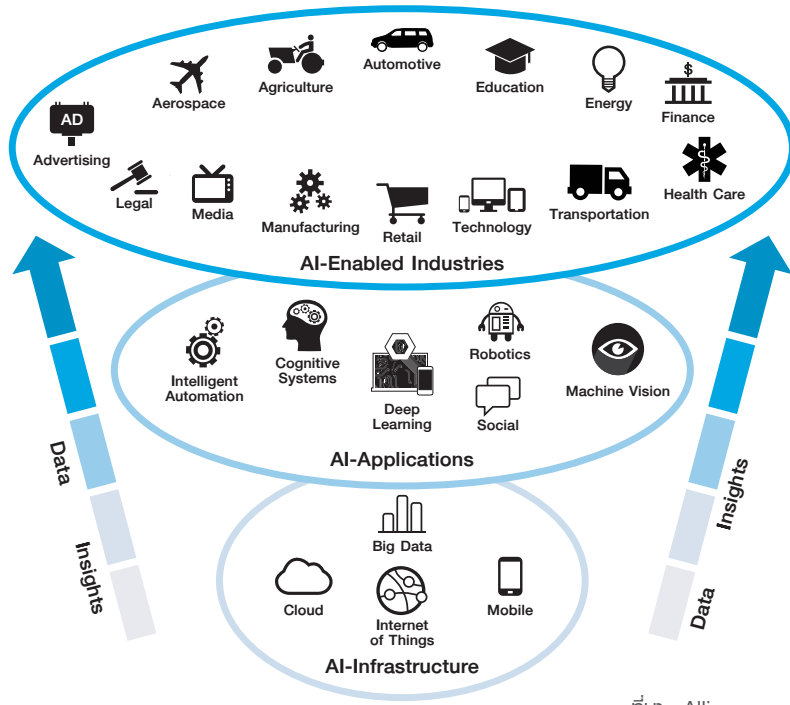 Automotive
Agriculture
Education
Aerospace
Energy
$
Finance
AD
Advertising
Legal
Media
Manufacturing
Retail
Technology
Transportation
Health Care
AI-Enabled Industries
Intelligent
Automation
Cognitive
Systems
Deep
Learning
Robotics
Social
Machine Vision
AI-Applications
Data
Insights
Insights
Data
Big Data
Cloud
Internet
of Things
Mobile
AI-Infrastructure